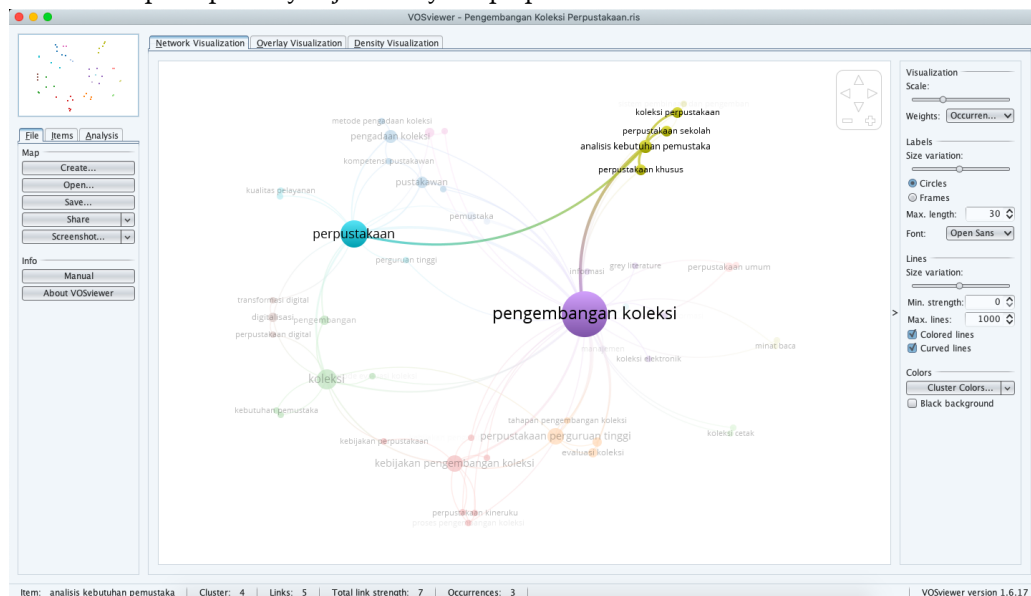 VOSviewer - Pengembangan Koleksi Perpustakaan.ris
File Items Analysis
Map
Create...
Open...
Save...
Share
Screenshot...
Info
Manual
About VOSviewer
Network Visualization Overlay Visualization Density Visualization
koleksi perpustakaan
metode pengadaan koleksi
perpustakaan sekolah
pengadaan koleksi
analisis kebutuhan pemustaka
kompetensi pustakawan
perpustakaan khusus
pustakawan
kualitas pelayanan
pemustaka
perpustakaan
perguruan tinggi
informasi
grey literature
perpustakaan umum
transformasi digital
pengembangan koleksi
digitalisasi
pengembangan
perpustakaan digital
minat baca
manajemen
koleksi elektronik
koleksi
kebutuhan pemustaka
tahapan pengembangan koleksi
koleksi cetak
perpustakaan perguruan tinggi
kebijakan perpustakaan
evaluasi koleksi
kebijakan pengembangan koleksi
perpustakaan kineruku
proses pengembangan koleksi
Visualization
Scale:
Weights: Occurren...
Labels
Size variation:
Circles
Frames
Max. length: 30
Font: Open Sans
Lines
Size variation:
Min. strength: 0
Max. lines: 1000
Colored lines
Curved lines
Colors
Cluster Colors...
Black background
>
Item: analisis kebutuhan pemustaka Cluster: 4 Links: 5 Total link strength: 7 Occurrences: 3 VOSviewer version 1.6.17